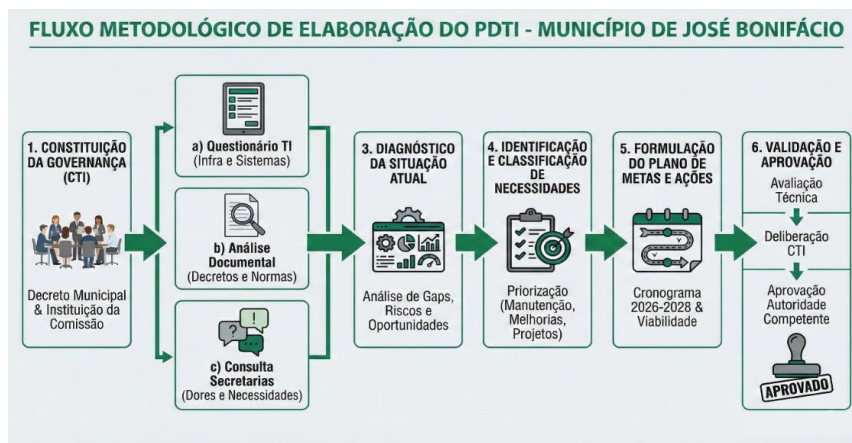 FLUXO METODOLÓGICO DE ELABORAÇÃO DO PDTI - MUNICÍPIO DE JOSÉ BONIFÁCIO
1. CONSTITUIÇÃO
DA GOVERNANÇA
(CTI)
Decreto Municipal
& Instituição da
Comissão
a) Questionário TI
(Infra e Sistemas)
b) Análise
Documental
(Decretos e Normas)
c) Consulta
Secretarias
(Dores e Necessidades)
3. DIAGNÓSTICO
DA SITUAÇÃO
ATUAL
Análise de Gaps,
Riscos e
Oportunidades
4. IDENTIFICAÇÃO
E CLASSIFICAÇÃO
DE
NECESSIDADES
Priorização
(Manutenção,
Melhorias,
Projetos)
5. FORMULAÇÃO
DO PLANO DE
METAS E AÇÕES
Cronograma
2026-2028 &
Viabilidade
6. VALIDAÇÃO E
APROVAÇÃO
Avaliação
Técnica
Deliberação
CTI
Aprovação
Autoridade
Competente
APROVADO